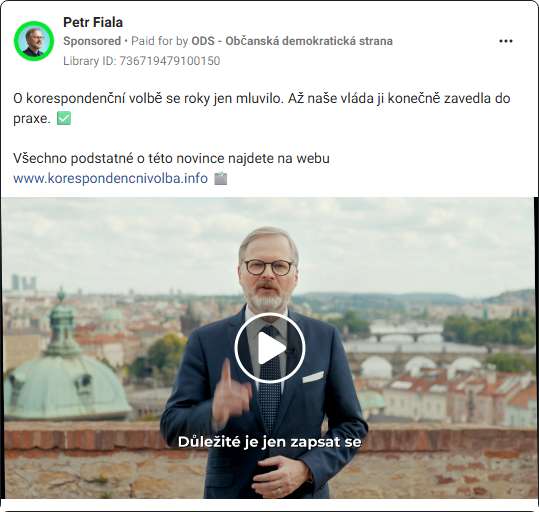 Petr Fiala
Sponsored • Paid for by ODS - Občanská demokratická strana
Library ID: 736719479100150
O korespondenční volbě se roky jen mluvilo. Až naše vláda ji konečně zavedla do
praxe. ✅
Všechno podstatné o této novince najdete na webu
www.korespondencnivolba.info 📋
Důležité je jen zapsat se